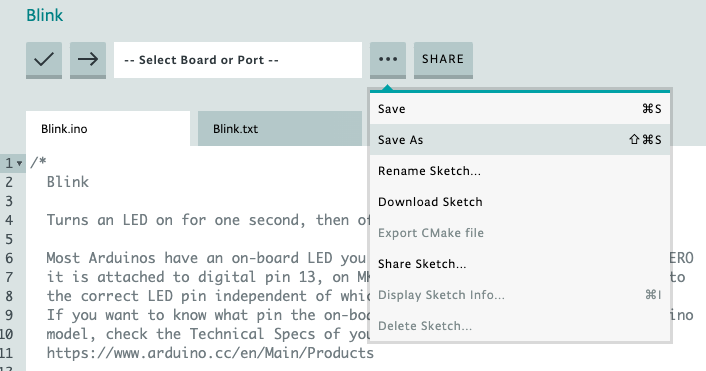 Blink
-- Select Board or Port --
SHARE
Save ⌘S
Save As ⇧⌘S
Rename Sketch...
Download Sketch
Export CMake file
Share Sketch...
Display Sketch Info... ⌘I
Delete Sketch...
Blink.ino
Blink.txt
1 /*
2 Blink
3
4 Turns an LED on for one second, then of
5
6 Most Arduinos have an on-board LED you ERO
7 it is attached to digital pin 13, on MK to
8 the correct LED pin independent of whic
9 If you want to know what pin the on-boa ino
10 model, check the Technical Specs of you
11 https://www.arduino.cc/en/Main/Products